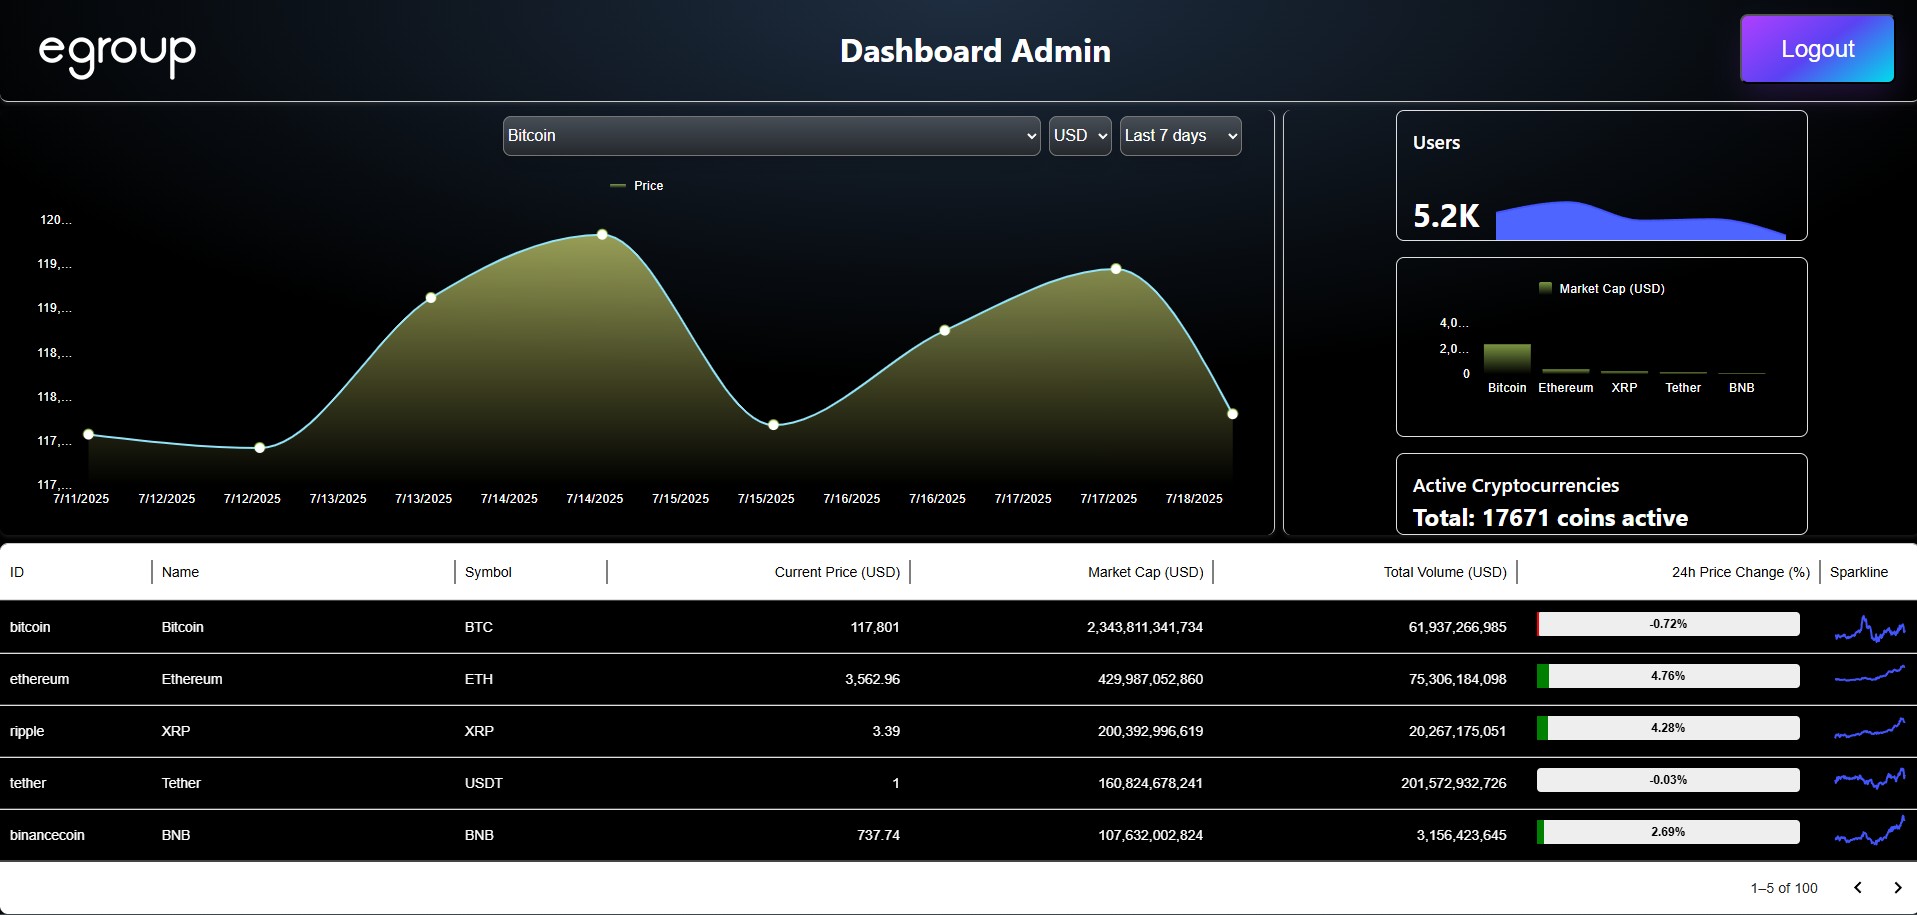 egroup
Dashboard Admin
Logout
Bitcoin
USD
Last 7 days
Price
120...
119,...
119,...
118,...
118,...
117,...
117,...
7/11/2025 7/12/2025 7/12/2025 7/13/2025 7/13/2025 7/14/2025 7/14/2025 7/15/2025 7/15/2025 7/16/2025 7/16/2025 7/17/2025 7/17/2025 7/18/2025
Users
5.2K
Market Cap (USD)
4,0...
2,0...
0
Bitcoin Ethereum XRP Tether BNB
Active Cryptocurrencies
Total: 17671 coins active
ID Name Symbol Current Price (USD) Market Cap (USD) Total Volume (USD) 24h Price Change (%) Sparkline
bitcoin Bitcoin BTC 117,801 2,343,811,341,734 61,937,266,985 -0.72%
ethereum Ethereum ETH 3,562.96 429,987,052,860 75,306,184,098 4.76%
ripple XRP XRP 3.39 200,392,996,619 20,267,175,051 4.28%
tether Tether USDT 1 160,824,678,241 201,572,932,726 -0.03%
binancecoin BNB BNB 737.74 107,632,002,824 3,156,423,645 2.69%
1–5 of 100